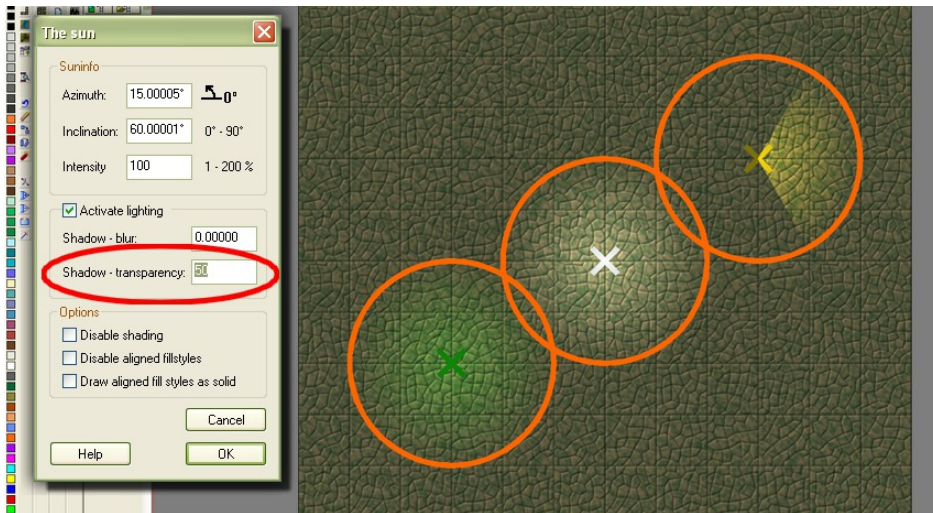 The sun
Suninfo
Azimuth: 15.00005° 0°
Inclination: 60.00001° 0° - 90°
Intensity 100 1 - 200 %
Activate lighting
Shadow - blur: 0.00000
Shadow - transparency: 50
Options
Disable shading
Disable aligned fillstyles
Draw aligned fill styles as solid
Cancel
Help OK